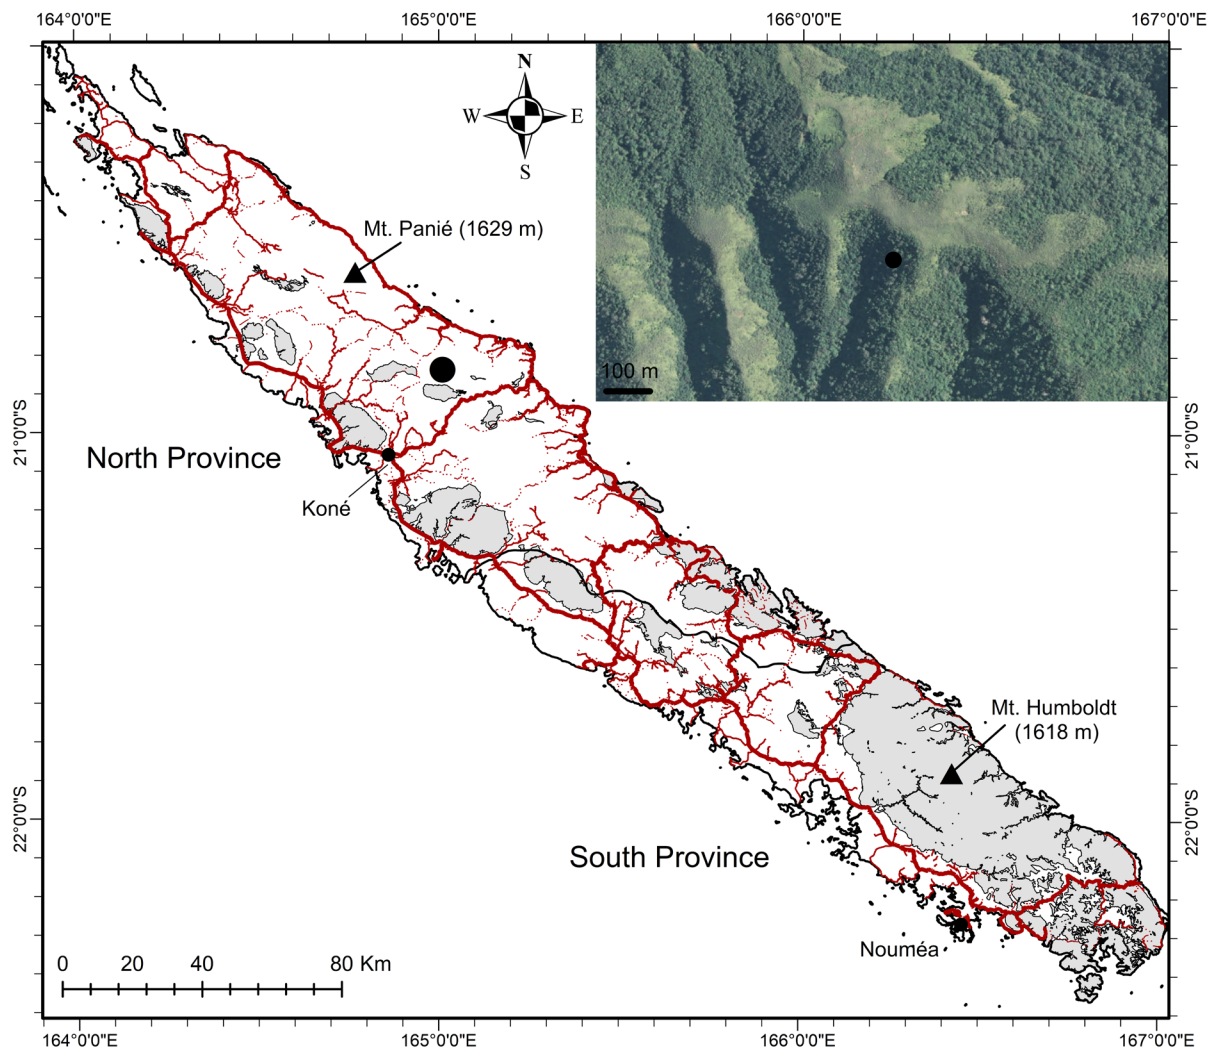 164°0'0"E
165°0'0"E
166°0'0"E
167°0'0"E
N
W
E
S
Mt. Panié (1629 m)
100 m
21°0'0"S
21°0'0"S
North Province
Koné
Mt. Humboldt
(1618 m)
22°0'0"S
22°0'0"S
South Province
Nouméa
0 20 40 80 Km
164°0'0"E
165°0'0"E
166°0'0"E
167°0'0"E